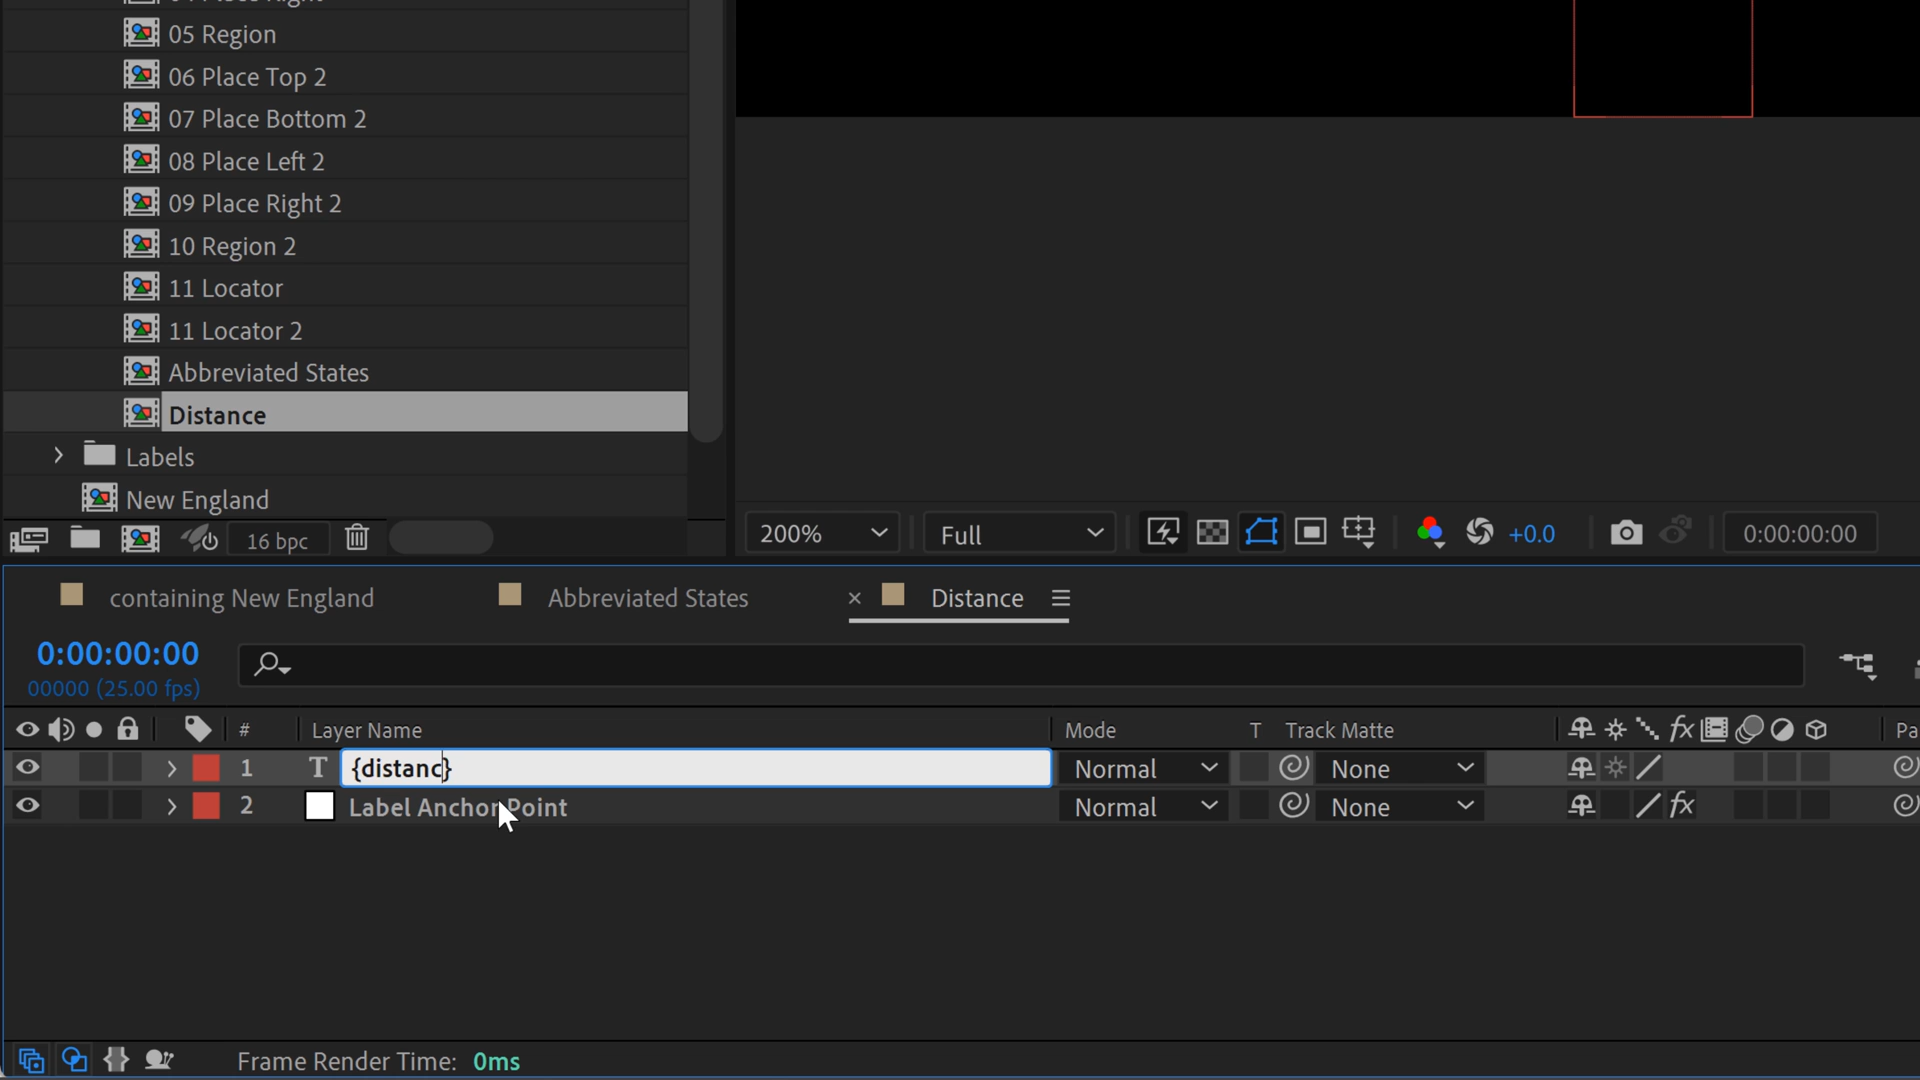 05 Region
06 Place Top 2
07 Place Bottom 2
08 Place Left 2
09 Place Right 2
10 Region 2
11 Locator
11 Locator 2
Abbreviated States
Distance
Labels
New England
16 bpc
200%
Full
+0.0
0:00:00:00
containing New England
Abbreviated States
× Distance
0:00:00:00
00000 (25.00 fps)
# Layer Name Mode T Track Matte fx
1 T {distanc} Normal None
2 Label Anchor Point Normal None fx
Frame Render Time: 0ms